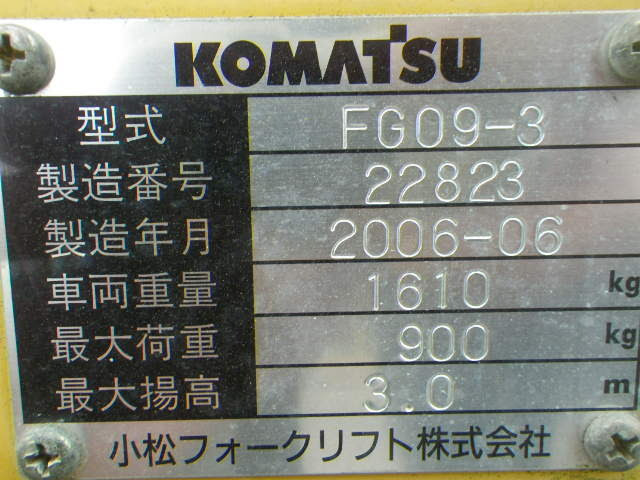 KOMATSU
型式 FG09-3
製造番号 22823
製造年月 2006-06
車両重量 1610 kg
最大荷重 900 kg
最大揚高 3.0 m
小松フォークリフト株式会社